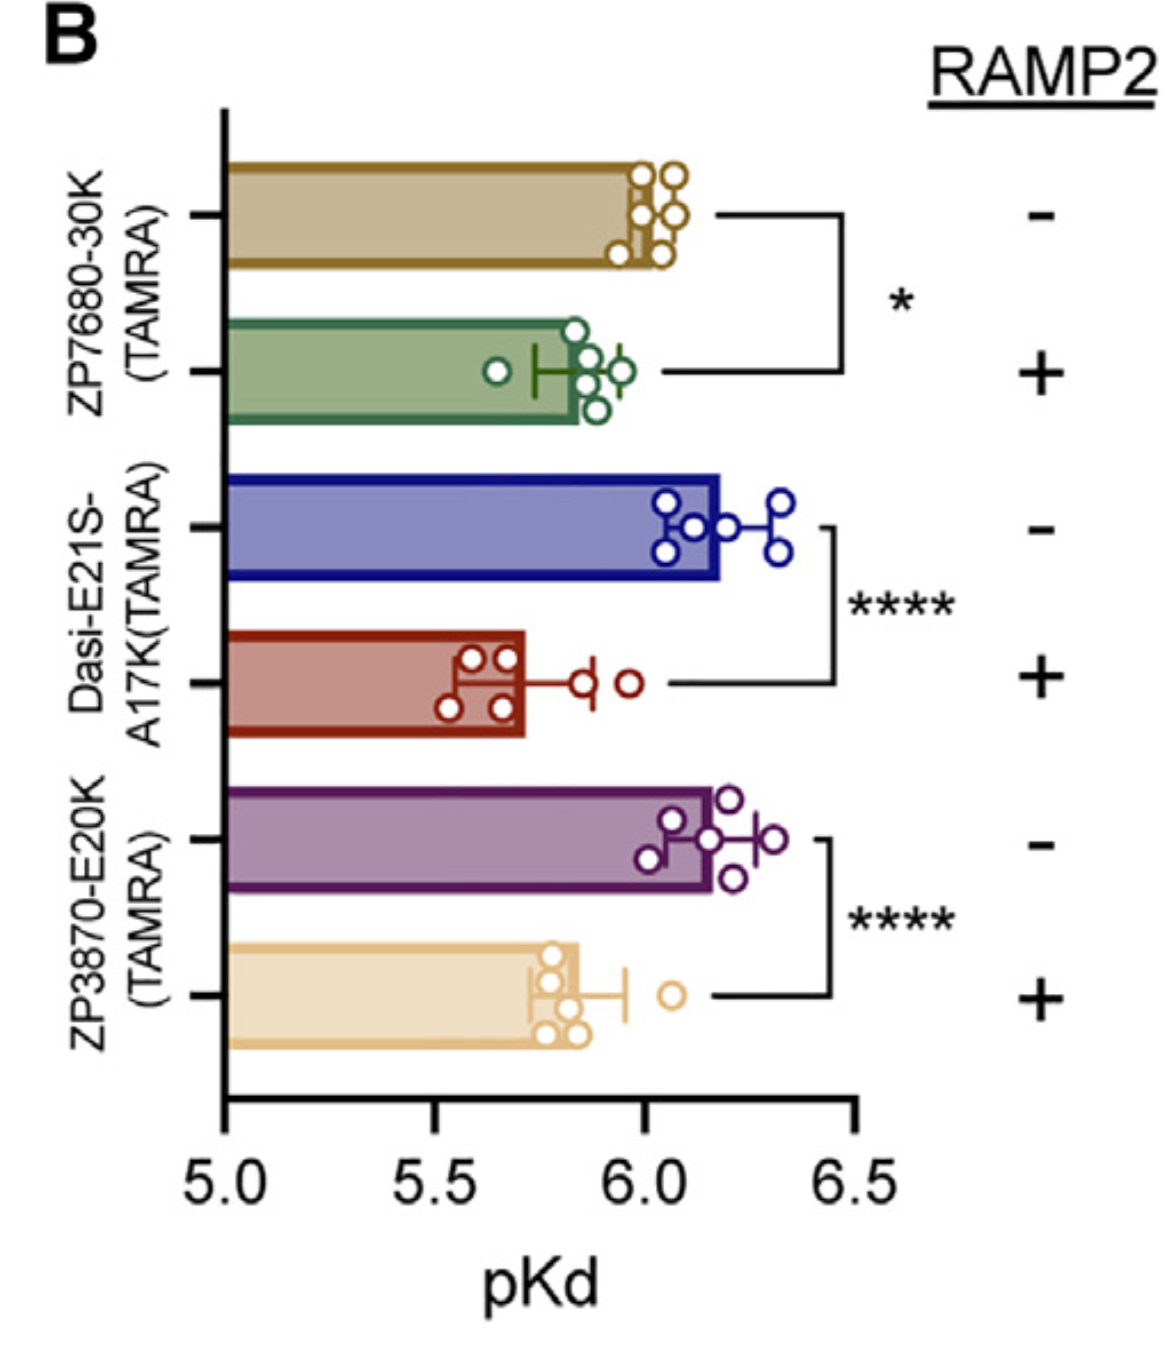 B
RAMP2
ZP7680-30K
(TAMRA)
-
*
+
Dasi-E21S-
A17K(TAMRA)
-
****
+
ZP3870-E20K
(TAMRA)
-
****
+
5.0 5.5 6.0 6.5
pKd